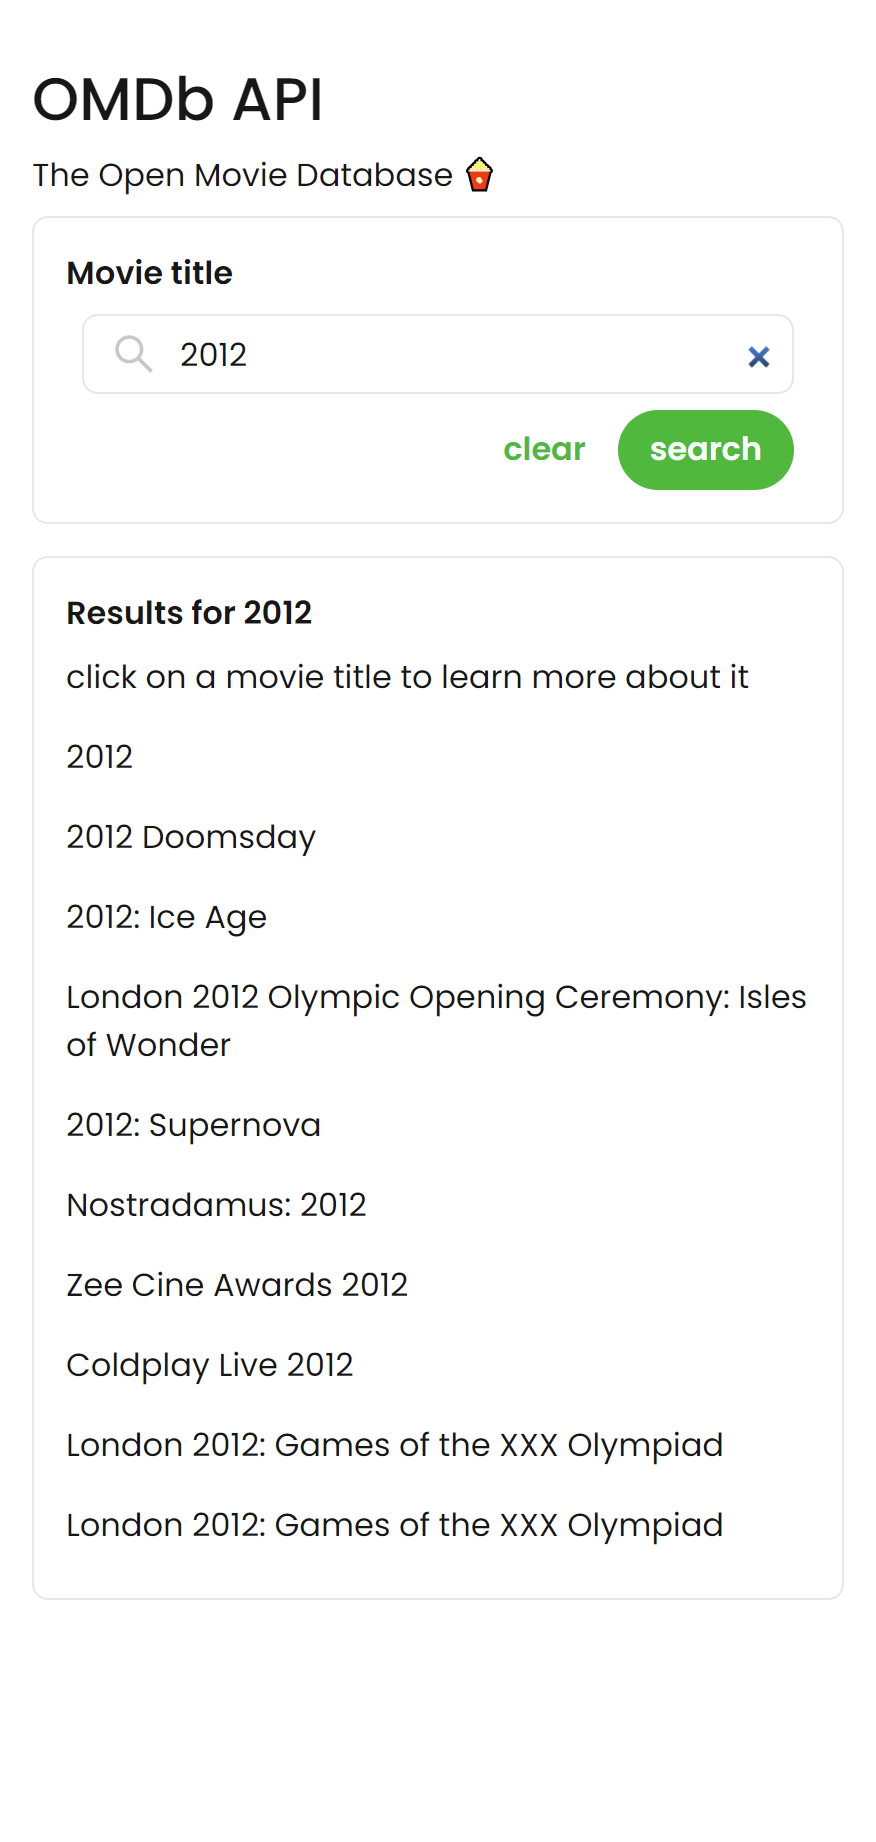 OMDb API
The Open Movie Database
Movie title
2012
clear search
Results for 2012
click on a movie title to learn more about it
2012
2012 Doomsday
2012: Ice Age
London 2012 Olympic Opening Ceremony: Isles
of Wonder
2012: Supernova
Nostradamus: 2012
Zee Cine Awards 2012
Coldplay Live 2012
London 2012: Games of the XXX Olympiad
London 2012: Games of the XXX Olympiad